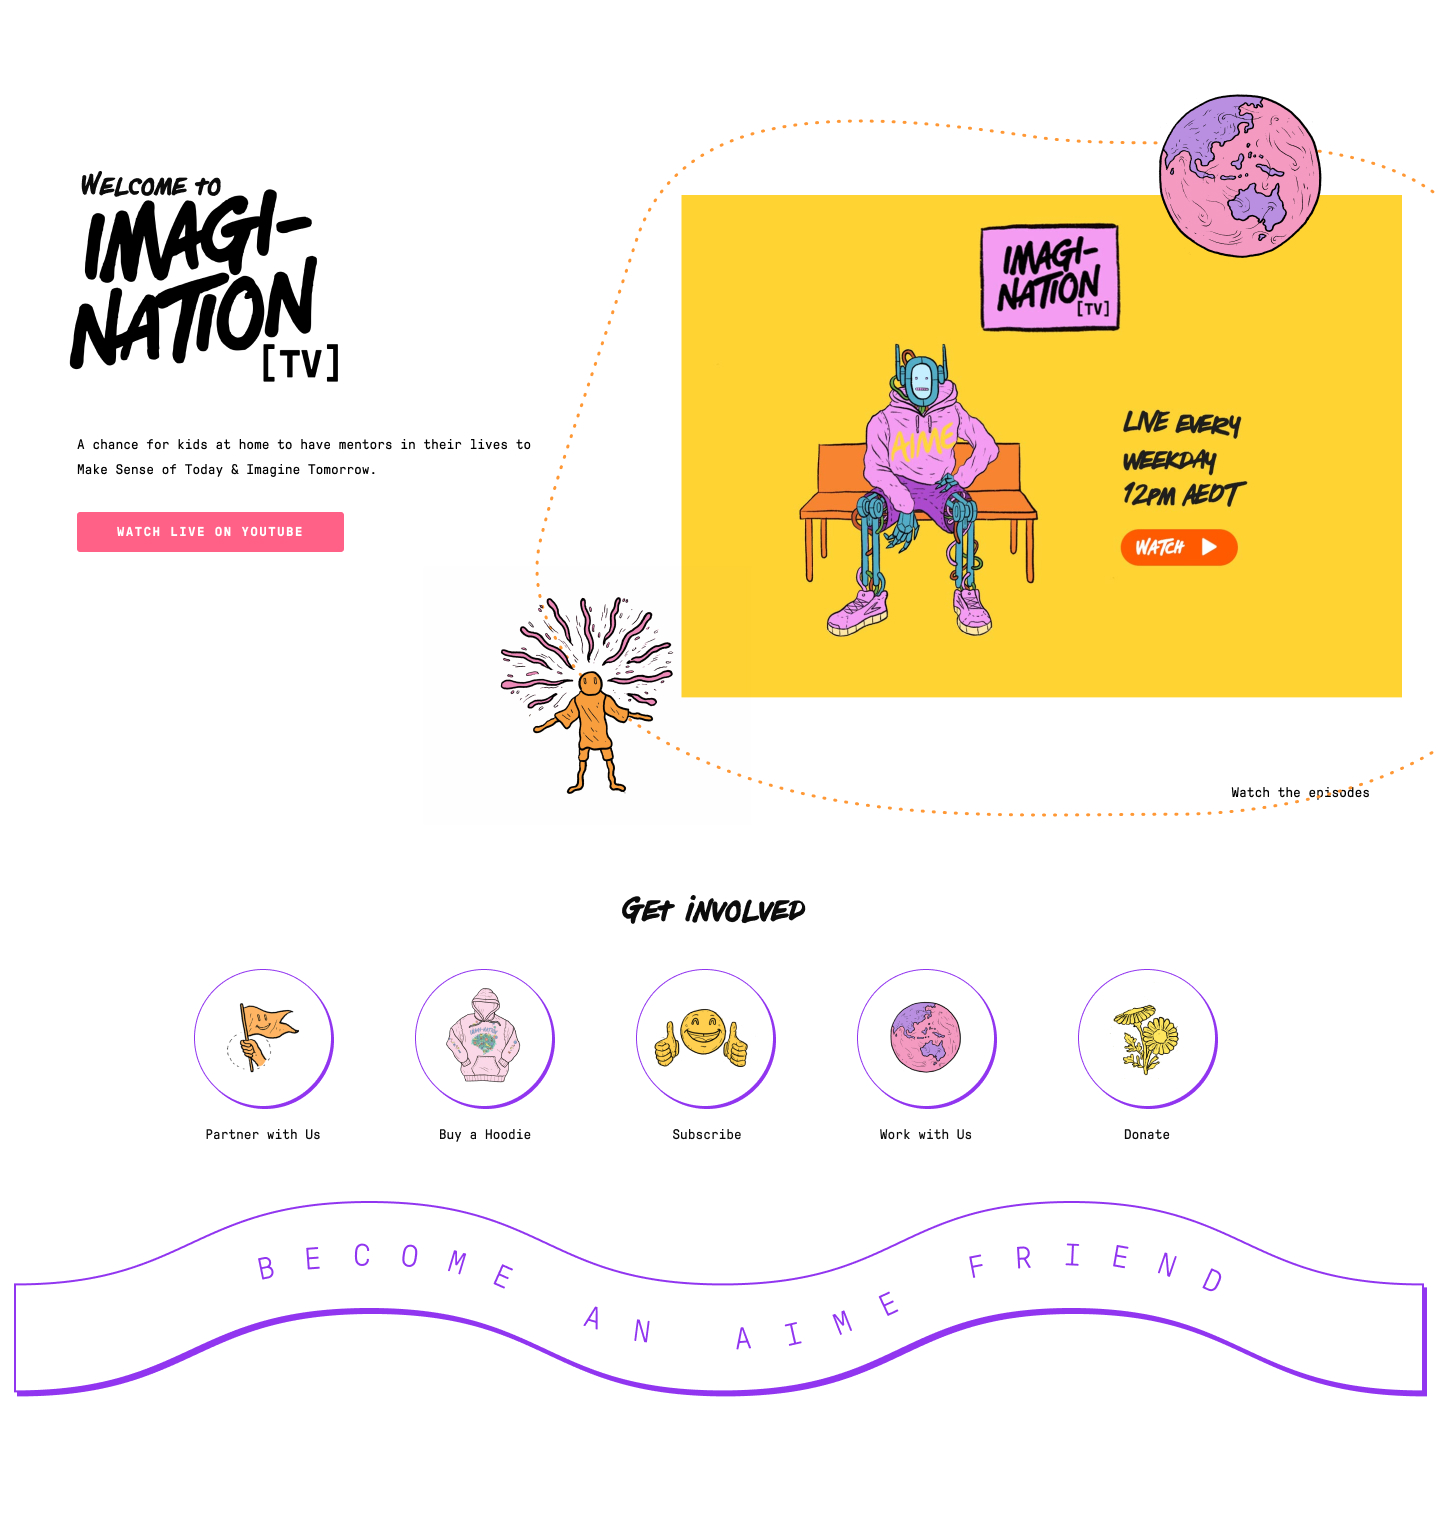 WELCOME TO
IMAGI-
NATION
[TV]
A chance for kids at home to have mentors in their lives to
Make Sense of Today & Imagine Tomorrow.
WATCH LIVE ON YOUTUBE
IMAGI-
NATION
[TV]
AIME
LIVE EVERY
WEEKDAY
12PM AEDT
WATCH
Watch the episodes
GET INVOLVED
Partner with Us
Buy a Hoodie
Subscribe
Work with Us
Donate
BECOME AN AIME FRIEND